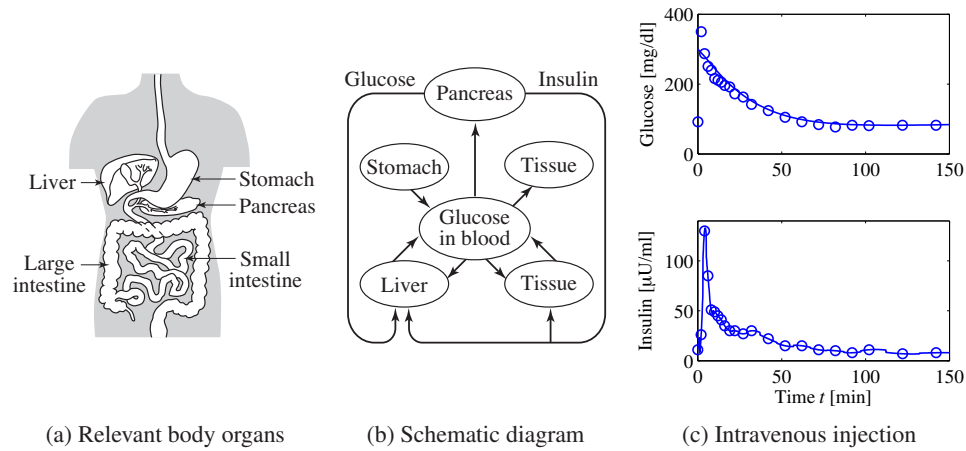 Liver
Stomach
Pancreas
Large
intestine
Small
intestine
(a) Relevant body organs
Glucose
Insulin
Pancreas
Stomach
Tissue
Glucose
in blood
Liver
Tissue
(b) Schematic diagram
Glucose [mg/dl]
400
200
0
0
50
100
150
Insulin [µU/ml]
100
50
0
0
50
100
150
Time t [min]
(c) Intravenous injection